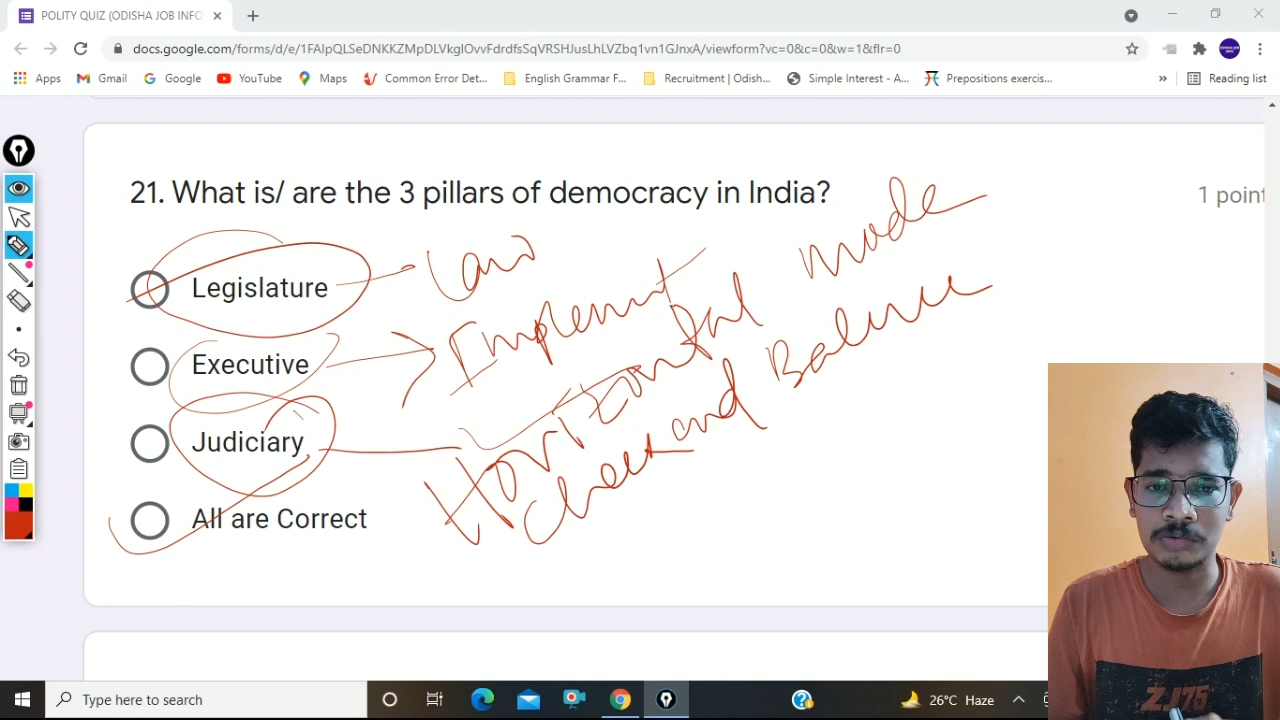 POLITY QUIZ (ODISHA JOB INFO
docs.google.com/forms/d/e/1FAIpQLSeDNKKZMpDLVkgIOvvFdrdfsSqVRSHJusLhLVZbq1vn1GJnxA/viewform?vc=0&c=0&w=1&flr=0
Apps Gmail Google YouTube Maps Common Error Det... English Grammar F... Recruitment | Odish... Simple Interest - A... Prepositions exercis... » Reading list
21. What is/ are the 3 pillars of democracy in India?
1 point
Legislature
Law
Executive
Implement
Judiciary
Horizontal mode
Check and Balance
All are Correct
ZJ75
Type here to search
26°C Haze